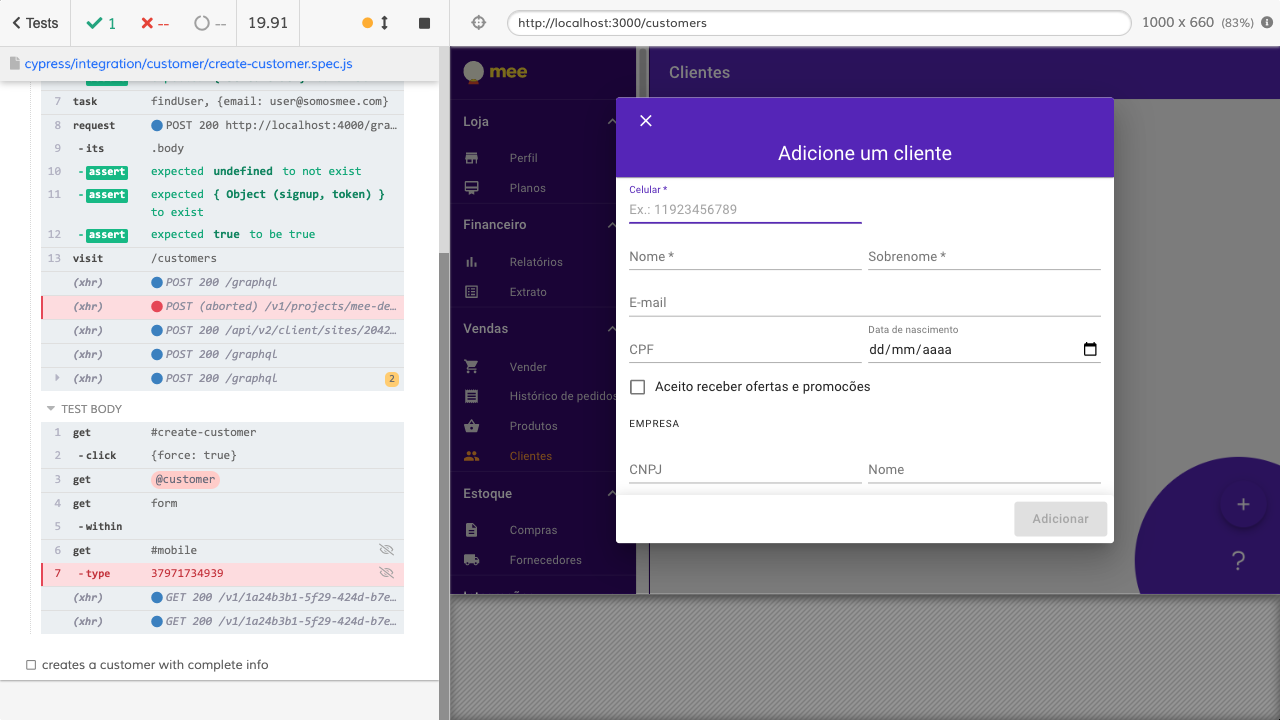 Tests
1
--
--
19.91
http://localhost:3000/customers
1000 x 660 (83%)
cypress/integration/customer/create-customer.spec.js
7 task findUser, {email: user@somosmee.com}
8 request POST 200 http://localhost:4000/gra…
9 - its .body
10 - assert expected undefined to not exist
11 - assert expected { Object (signup, token) }
to exist
12 - assert expected true to be true
13 visit /customers
(xhr) POST 200 /graphql
(xhr) POST (aborted) /v1/projects/mee-de…
(xhr) POST 200 /api/v2/client/sites/2042…
(xhr) POST 200 /graphql
(xhr) POST 200 /graphql 2
TEST BODY
1 get #create-customer
2 - click {force: true}
3 get @customer
4 get form
5 - within
6 get #mobile
7 - type 37971734939
(xhr) GET 200 /v1/1a24b3b1-5f29-424d-b7e…
(xhr) GET 200 /v1/1a24b3b1-5f29-424d-b7e…
creates a customer with complete info
mee
Loja
Perfil
Planos
Financeiro
Relatórios
Extrato
Vendas
Vender
Histórico de pedidos
Produtos
Clientes
Estoque
Compras
Fornecedores
Clientes
Adicione um cliente
Celular *
Ex.: 11923456789
Nome *
Sobrenome *
E-mail
CPF
Data de nascimento
dd/mm/aaaa
Aceito receber ofertas e promocões
EMPRESA
CNPJ
Nome
Adicionar
+
?